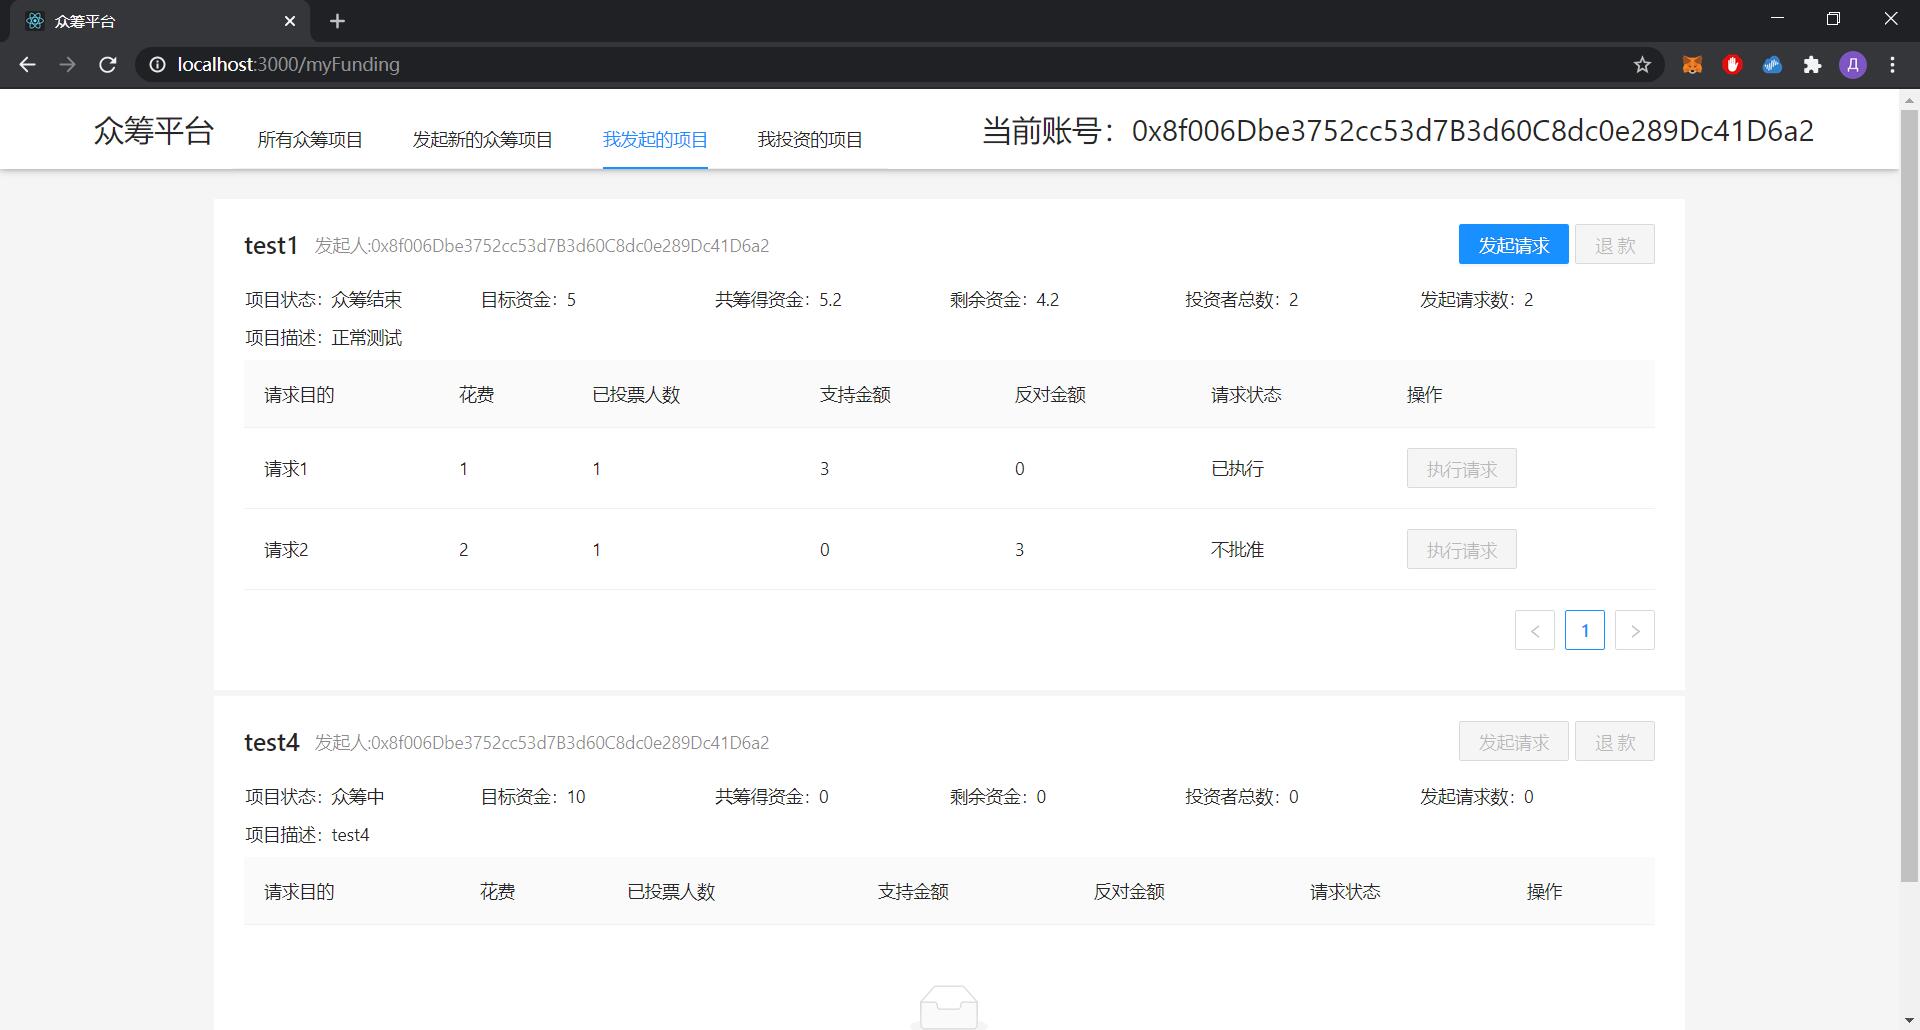 众筹平台
localhost:3000/myFunding
Д
众筹平台 所有众筹项目 发起新的众筹项目 我发起的项目 我投资的项目 当前账号：0x8f006Dbe3752cc53d7B3d60C8dc0e289Dc41D6a2
test1 发起人:0x8f006Dbe3752cc53d7B3d60C8dc0e289Dc41D6a2 发起请求 退 款
项目状态：众筹结束 目标资金：5 共筹得资金：5.2 剩余资金：4.2 投资者总数：2 发起请求数：2
项目描述：正常测试
请求目的 花费 已投票人数 支持金额 反对金额 请求状态 操作
请求1 1 1 3 0 已执行 执行请求
请求2 2 1 0 3 不批准 执行请求
< 1 >
test4 发起人:0x8f006Dbe3752cc53d7B3d60C8dc0e289Dc41D6a2 发起请求 退 款
项目状态：众筹中 目标资金：10 共筹得资金：0 剩余资金：0 投资者总数：0 发起请求数：0
项目描述：test4
请求目的 花费 已投票人数 支持金额 反对金额 请求状态 操作